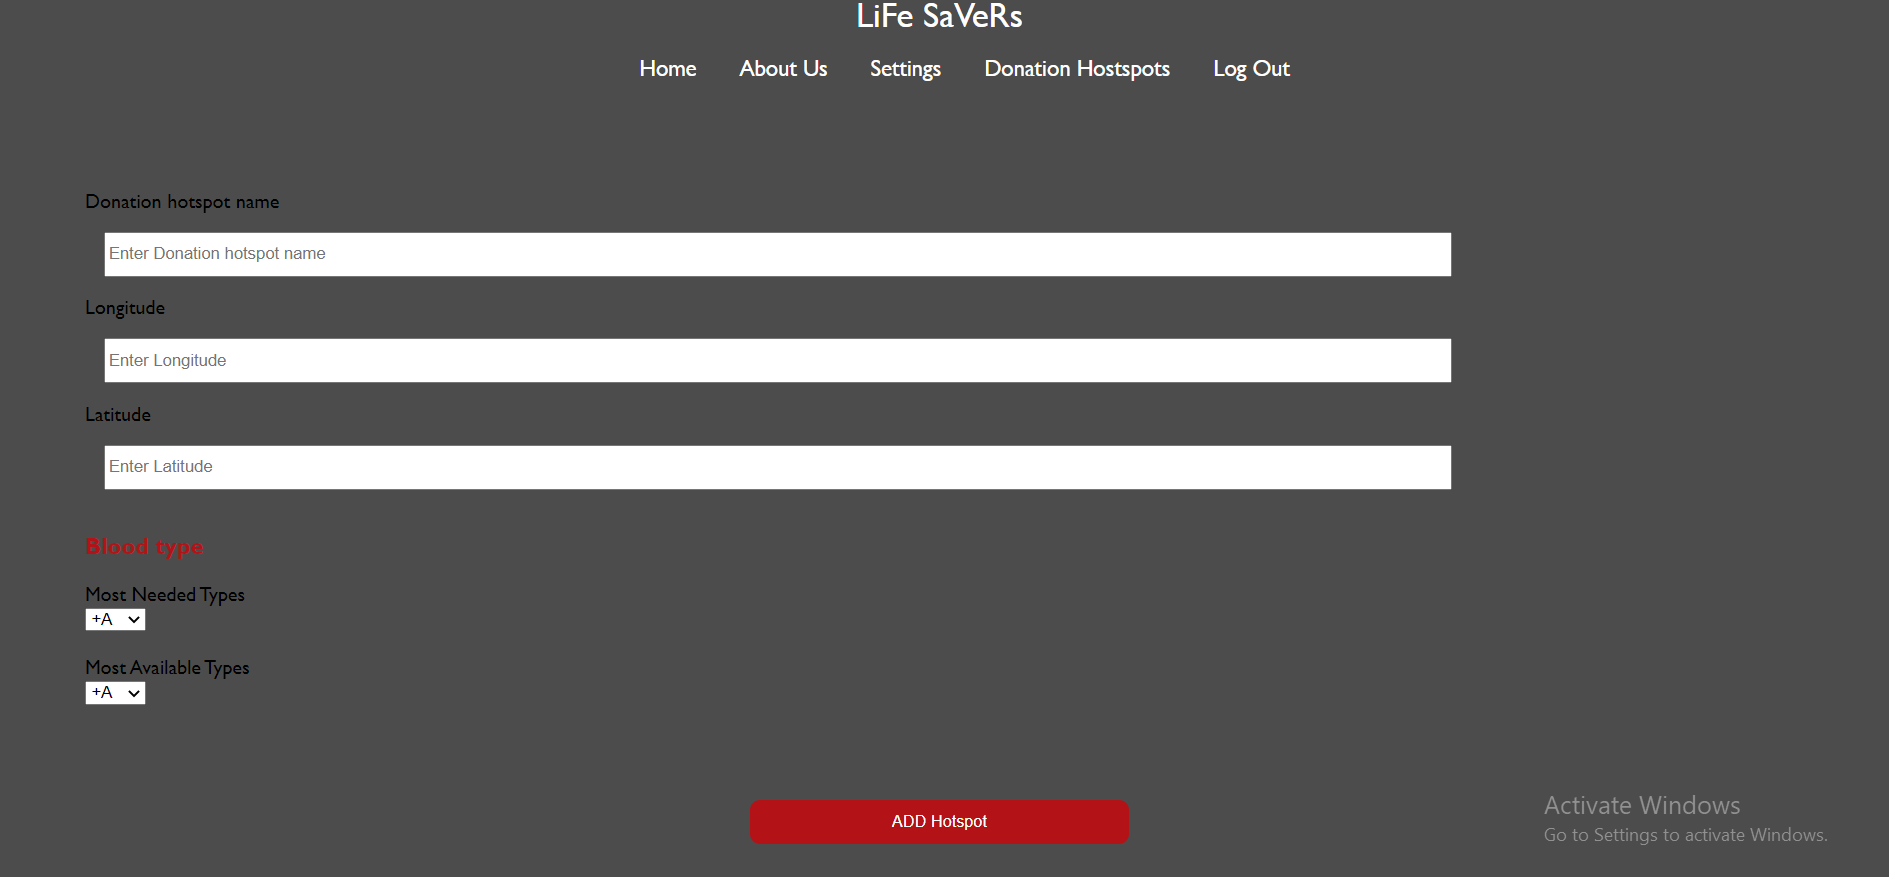 LiFe SaVeRs
Home About Us Settings Donation Hostspots Log Out
Donation hotspot name
Enter Donation hotspot name
Longitude
Enter Longitude
Latitude
Enter Latitude
Blood type
Most Needed Types
+A
Most Available Types
+A
ADD Hotspot
Activate Windows
Go to Settings to activate Windows.